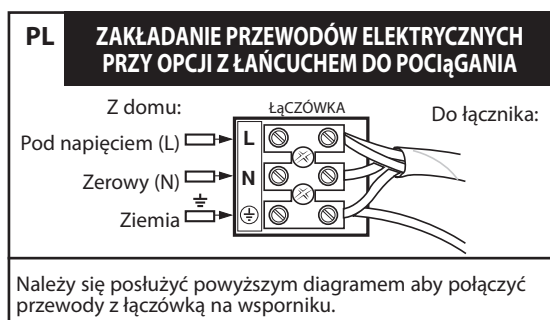 PL
ZAKŁADANIE PRZEWODÓW ELEKTRYCZNYCH
PRZY OPCJI Z ŁAŃCUCHEM DO POCIąGANIA
Z domu:
ŁąCZÓWKA
Do łącznika:
Pod napięciem (L)
L
Zerowy (N)
N
Ziemia
Należy się posłużyć powyższym diagramem aby połączyć
przewody z łączówką na wsporniku.